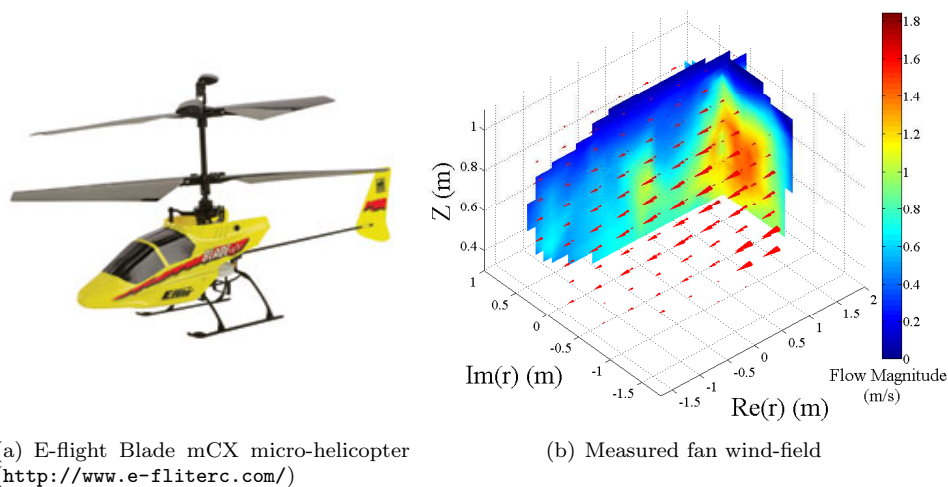 BLADE mCX
E-flite
Z (m)
1
0.8
0.6
0.4
1
0.5
0
-0.5
-1
-1.5
Im(r) (m)
-1.5
-1
-0.5
0
0.5
1
1.5
2
Re(r) (m)
1.8
1.6
1.4
1.2
1
0.8
0.6
0.4
0.2
0
Flow Magnitude
(m/s)
a) E-flight Blade mCX micro-helicopter
http://www.e-fliterc.com/)
(b) Measured fan wind-field